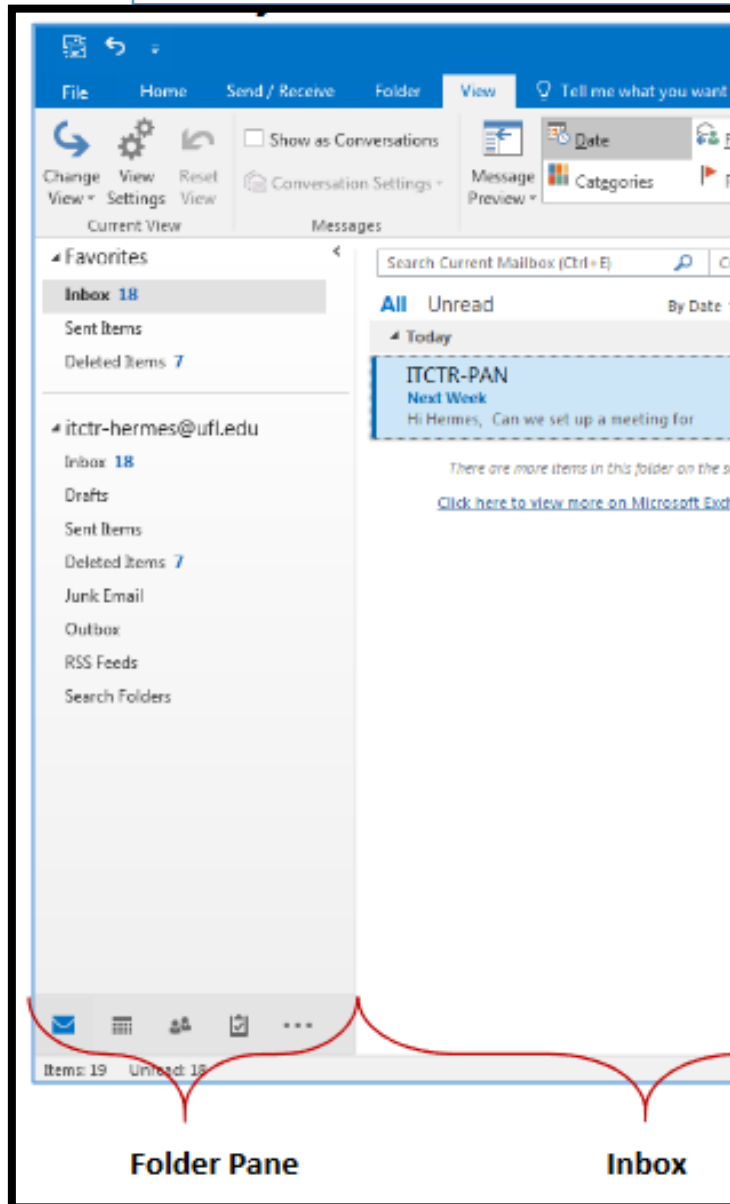 File Home Send / Receive Folder View Tell me what you want
Show as Conversations
Date
Change View Reset
Conversation Settings
Message
Categories
View Settings View
Preview
Current View Messages
Favorites
Search Current Mailbox (Ctrl+E)
Inbox 18
All Unread By Date
Sent Items
Today
Deleted Items 7
ITCTR-PAN
Next Week
Hi Hermes, Can we set up a meeting for
itctr-hermes@ufl.edu
Inbox 18
There are more items in this folder on the
Drafts
Click here to view more on Microsoft
Sent Items
Deleted Items 7
Junk Email
Outbox
RSS Feeds
Search Folders
Items: 19 Unread: 18
Folder Pane Inbox